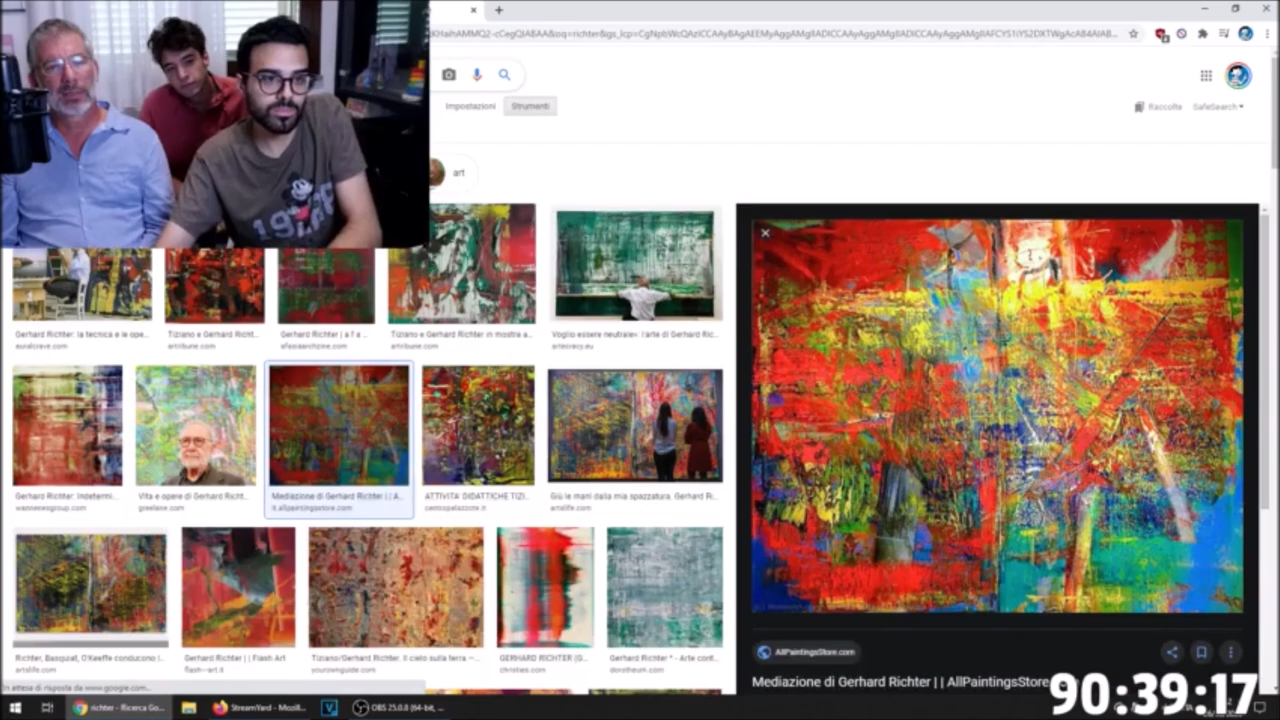 Impostazioni
Strumenti
Raccolte
SafeSearch
art
Gerhard Richter: la tecnica e le ope...
auralcrave.com
Tiziano e Gerhard Richt...
artribune.com
Gerhard Richter | a f a ...
afasiaarchzine.com
Tiziano e Gerhard Richter in mostra a...
artribune.com
Voglio essere neutrale»: l'arte di Gerhard Ric...
artecracy.eu
Gerhard Richter: Indetermi...
wannenesgroup.com
Vita e opere di Gerhard Richt...
greelane.com
Mediazione di Gerhard Richter | | A...
it.allpaintingsstore.com
ATTIVITA' DIDATTICHE TIZI...
centropalazzote.it
Giù le mani dalla mia spazzatura. Gerhard Ri...
artslife.com
Richter, Basquiat, O'Keeffe conducono i...
artslife.com
Gerhard Richter | | Flash Art
flash---art.it
Tiziano/Gerhard Richter. Il cielo sulla terra –...
yourownguide.com
GERHARD RICHTER (G...
christies.com
Gerhard Richter * - Arte cont...
dorotheum.com
AllPaintingsStore.com
Mediazione di Gerhard Richter | | AllPaintingsStore
In attesa di risposta da www.google.com...
richter - Ricerca Go...
StreamYard - Mozill...
OBS 25.0.8 (64-bit, ...
90:39:17